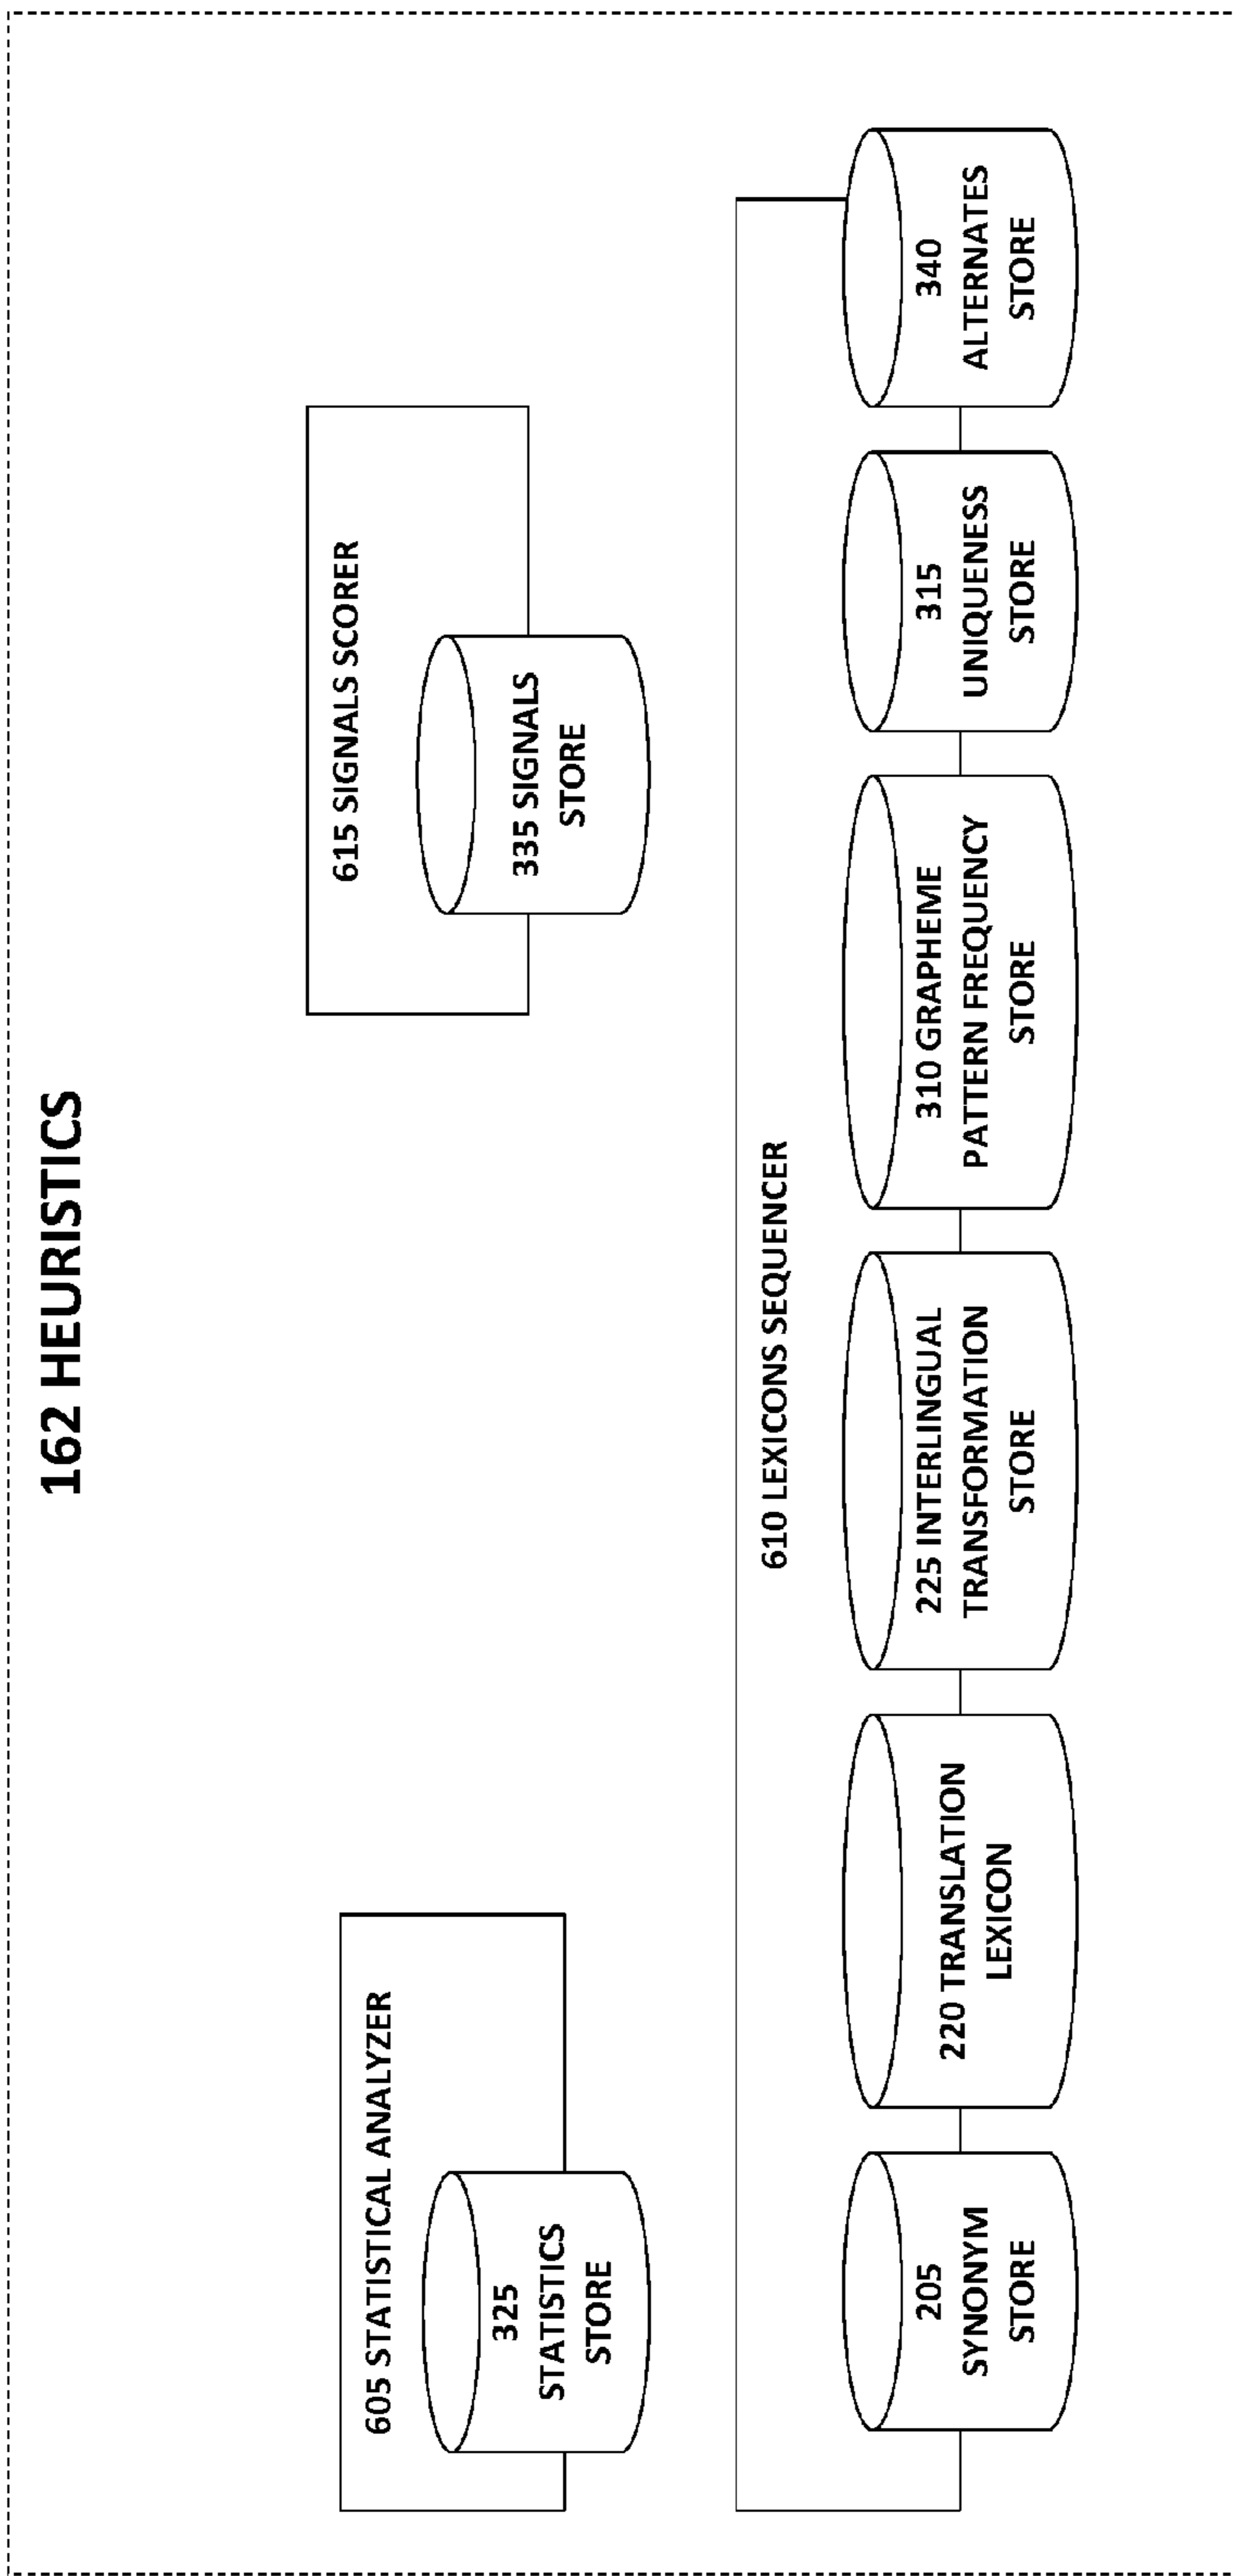 162 HEURISTICS
605 STATISTICAL ANALYZER
325
STATISTICS
STORE
615 SIGNALS SCORER
335 SIGNALS
STORE
610 LEXICONS SEQUENCER
205
SYNONYM
STORE
220 TRANSLATION
LEXICON
225 INTERLINGUAL
TRANSFORMATION
STORE
310 GRAPHEME
PATTERN FREQUENCY
STORE
315
UNIQUENESS
STORE
340
ALTERNATES
STORE